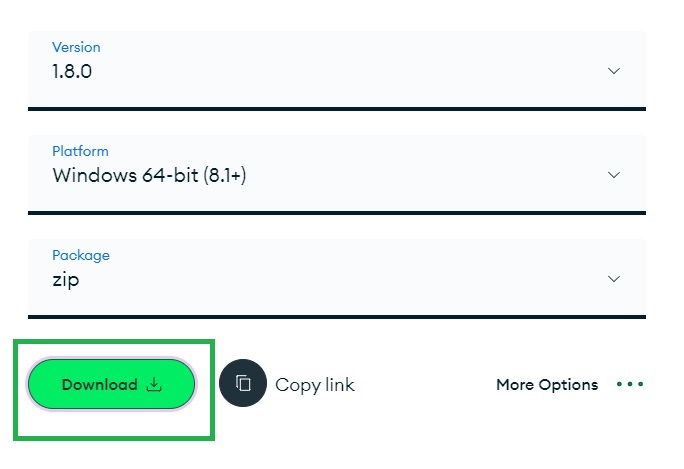 Version
1.8.0
Platform
Windows 64-bit (8.1+)
Package
zip
Download Copy link More Options